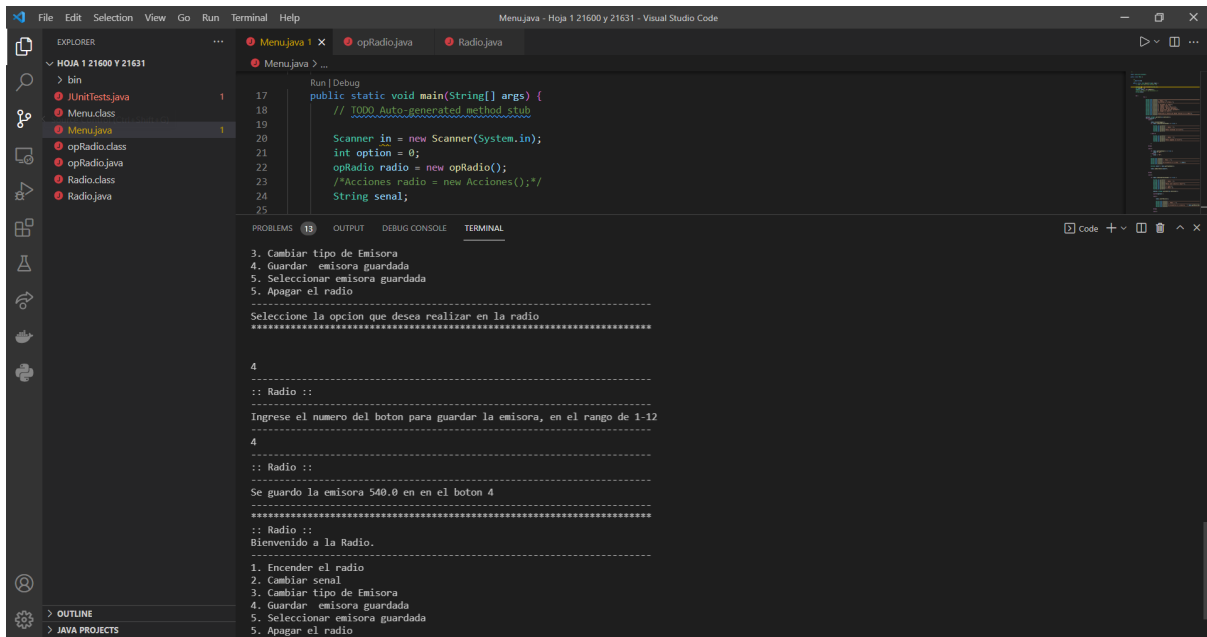 File Edit Selection View Go Run Terminal Help
Menu.java - Hoja 1 21600 y 21631 - Visual Studio Code
EXPLORER
HOJA 1 21600 Y 21631
bin
JUnitTests.java 1
Menu.class
Menu.java 1
opRadio.class
opRadio.java
Radio.class
Radio.java
OUTLINE
JAVA PROJECTS
Menu.java 1 opRadio.java Radio.java
Menu.java > ...
Run | Debug
17 public static void main(String[] args) {
18 // TODO Auto-generated method stub
19
20 Scanner in = new Scanner(System.in);
21 int option = 0;
22 opRadio radio = new opRadio();
23 /*Acciones radio = new Acciones();*/
24 String senal;
25
PROBLEMS 13 OUTPUT DEBUG CONSOLE TERMINAL
Code
3. Cambiar tipo de Emisora
4. Guardar emisora guardada
5. Seleccionar emisora guardada
5. Apagar el radio
--------------------------------------------------------------------
Seleccione la opcion que desea realizar en la radio
********************************************************************
4
--------------------------------------------------------------------
:: Radio ::
--------------------------------------------------------------------
Ingrese el numero del boton para guardar la emisora, en el rango de 1-12
--------------------------------------------------------------------
4
--------------------------------------------------------------------
:: Radio ::
--------------------------------------------------------------------
Se guardo la emisora 540.0 en en el boton 4
--------------------------------------------------------------------
********************************************************************
:: Radio ::
Bienvenido a la Radio.
--------------------------------------------------------------------
1. Encender el radio
2. Cambiar senal
3. Cambiar tipo de Emisora
4. Guardar emisora guardada
5. Seleccionar emisora guardada
5. Apagar el radio